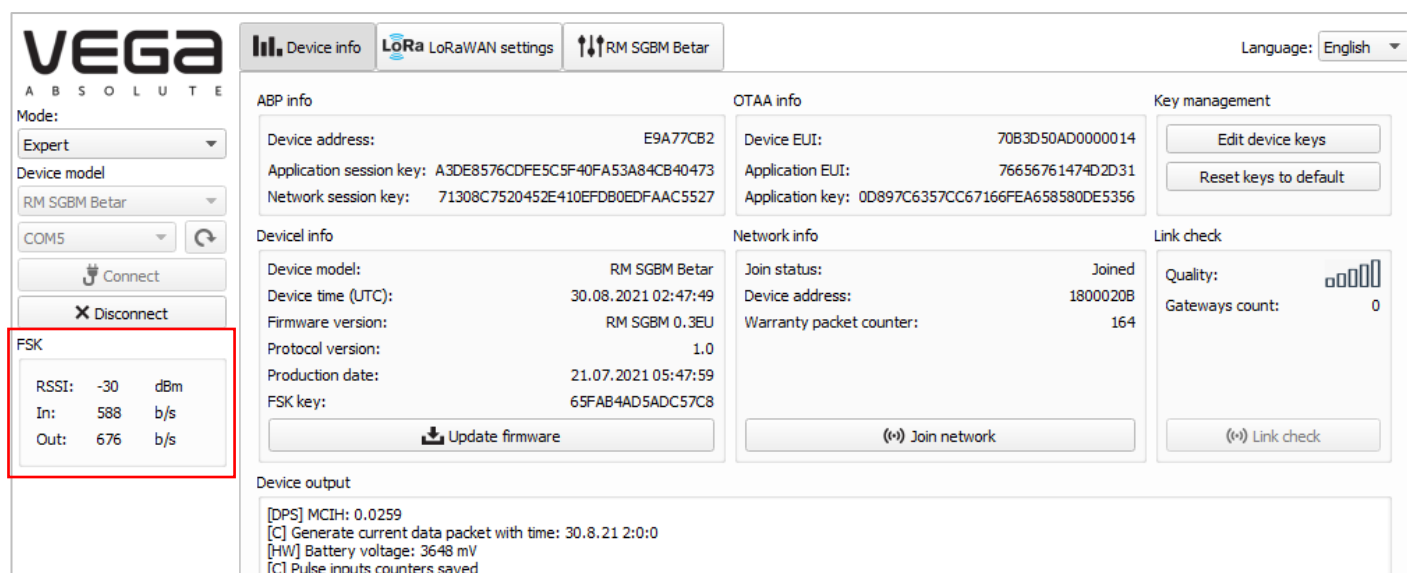 VEGA
ABSOLUTE
Mode:
Expert
Device model
RM SGBM Betar
COM5
Connect
Disconnect
FSK
RSSI: -30 dBm
In: 588 b/s
Out: 676 b/s
Device info
LoRa LoRaWAN settings
RM SGBM Betar
Language: English
ABP info
Device address: E9A77CB2
Application session key: A3DE8576CDFE5C5F40FA53A84CB40473
Network session key: 71308C7520452E410EFDB0EDFAAC5527
OTAA info
Device EUI: 70B3D50AD0000014
Application EUI: 76656761474D2D31
Application key: 0D897C6357CC67166FEA658580DE5356
Key management
Edit device keys
Reset keys to default
Devicel info
Device model: RM SGBM Betar
Device time (UTC): 30.08.2021 02:47:49
Firmware version: RM SGBM 0.3EU
Protocol version: 1.0
Production date: 21.07.2021 05:47:59
FSK key: 65FAB4AD5ADC57C8
Update firmware
Network info
Join status: Joined
Device address: 1800020B
Warranty packet counter: 164
Join network
Link check
Quality:
Gateways count: 0
Link check
Device output
[DPS] MCIH: 0.0259
[C] Generate current data packet with time: 30.8.21 2:0:0
[HW] Battery voltage: 3648 mV
[C] Pulse inputs counters saved